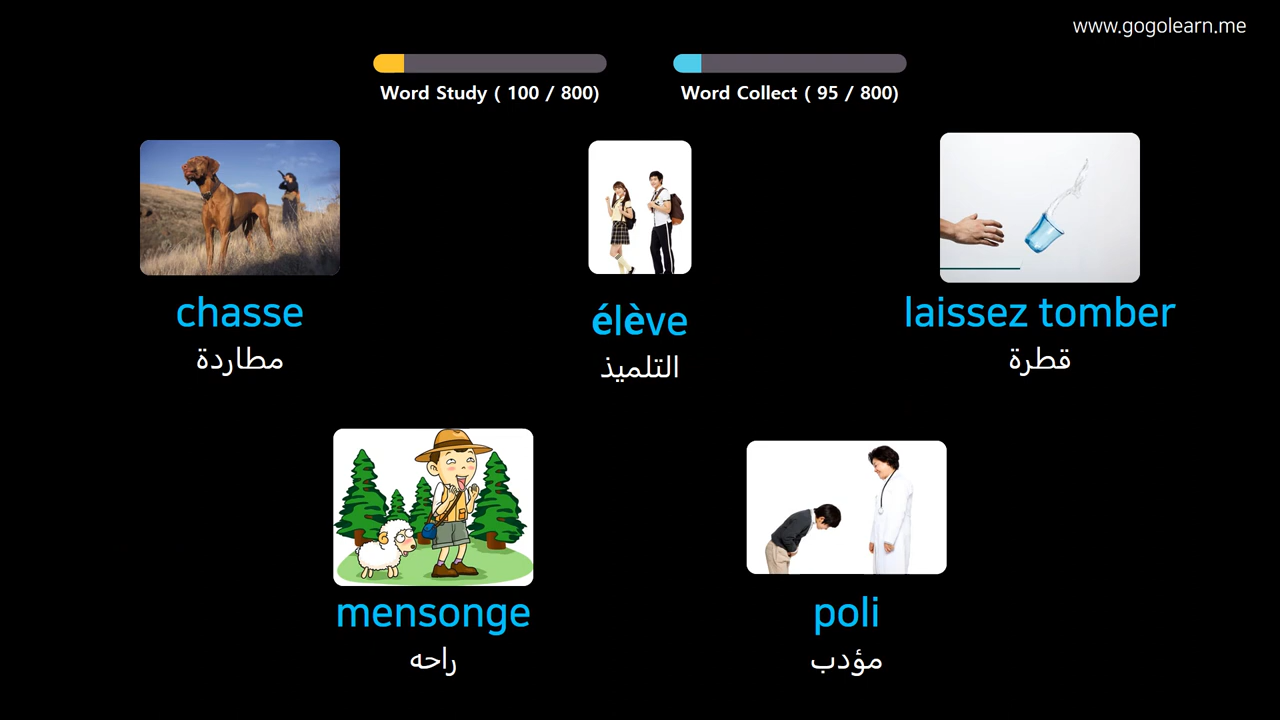 www.gogolearn.me
Word Study ( 100 / 800)
Word Collect ( 95 / 800)
chasse
مطاردة
élève
التلميذ
laissez tomber
قطرة
mensonge
راحه
poli
مؤدب